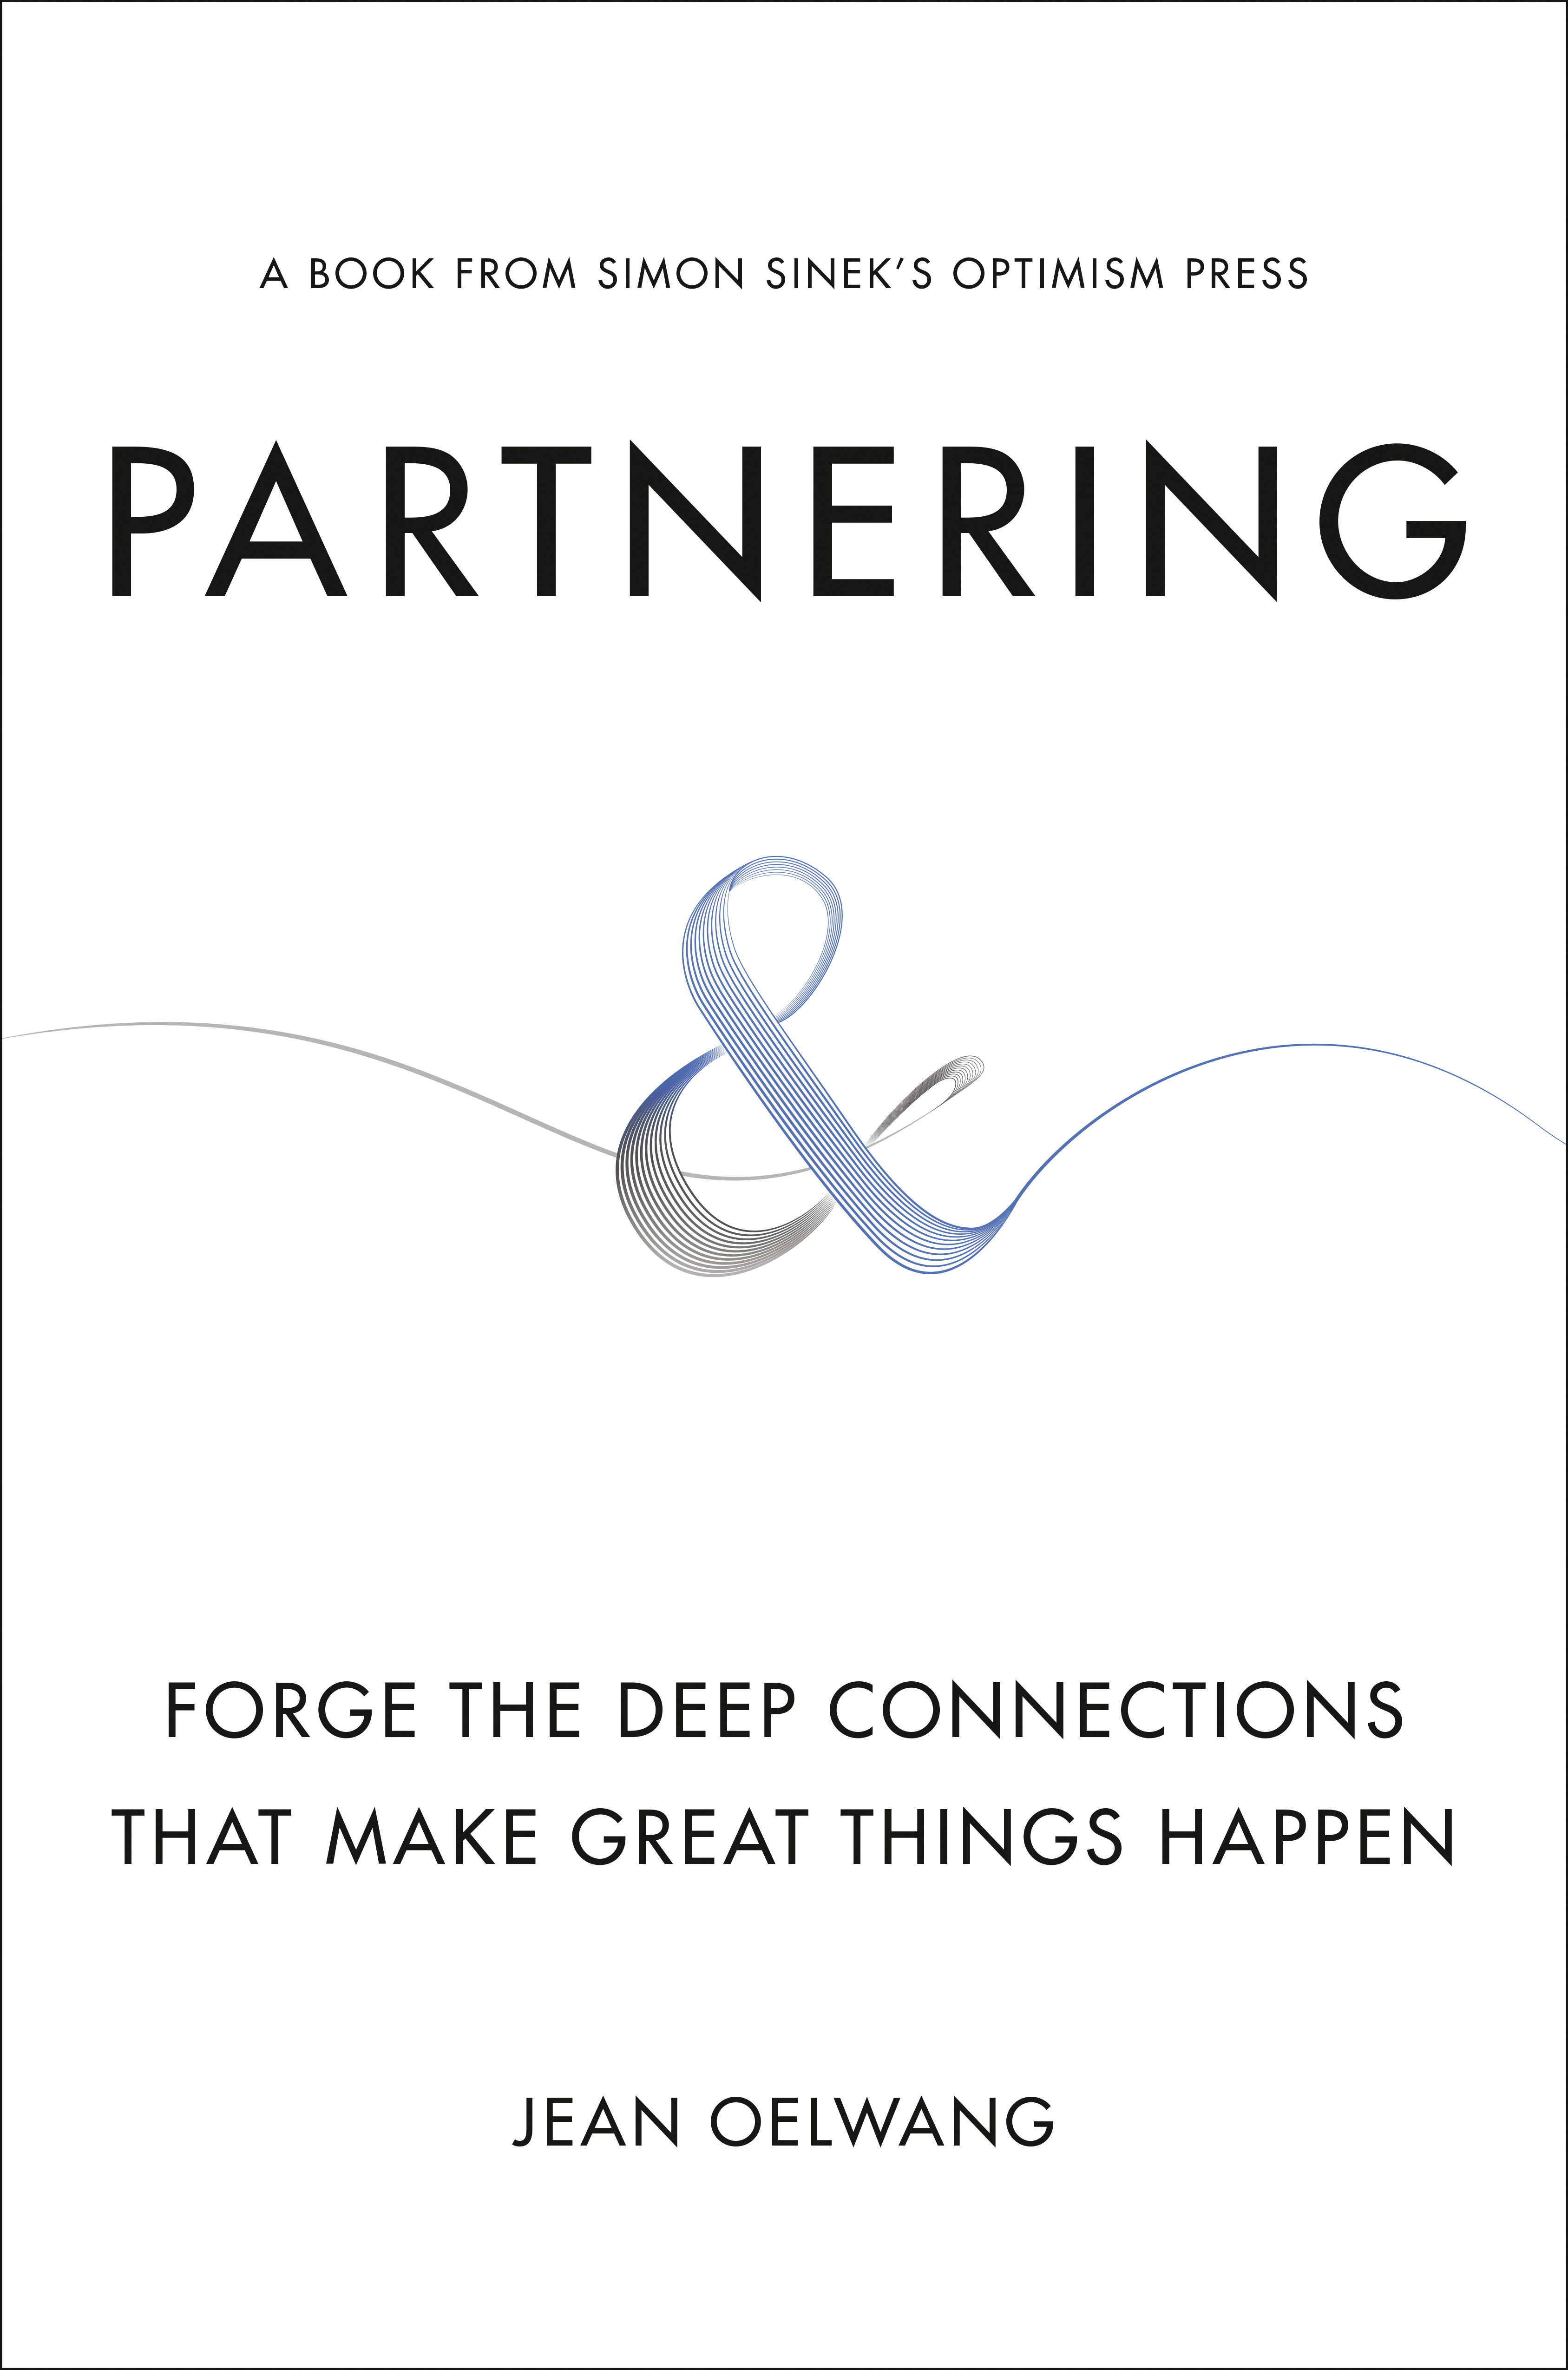 A BOOK FROM SIMON SINEK’S OPTIMISM PRESS
PARTNERING
&
FORGE THE DEEP CONNECTIONS
THAT MAKE GREAT THINGS HAPPEN
JEAN OELWANG